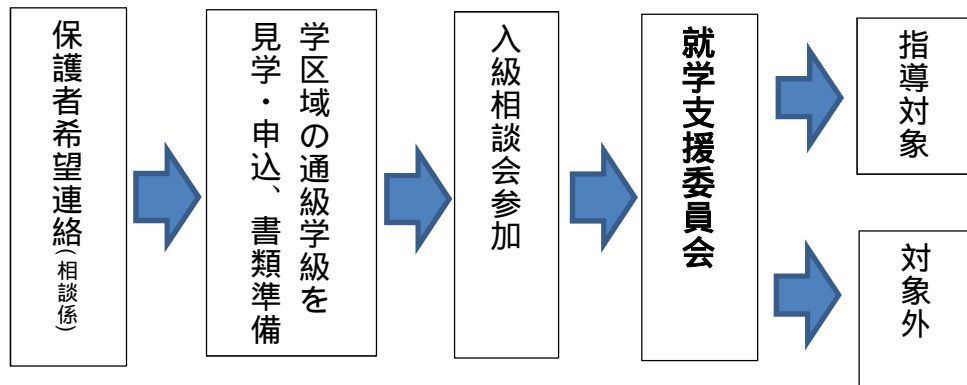 保護者希望連絡(相談係)
学区域の通級学級を
見学・申込、書類準備
入級相談会参加
就学支援委員会
指導対象
対象外